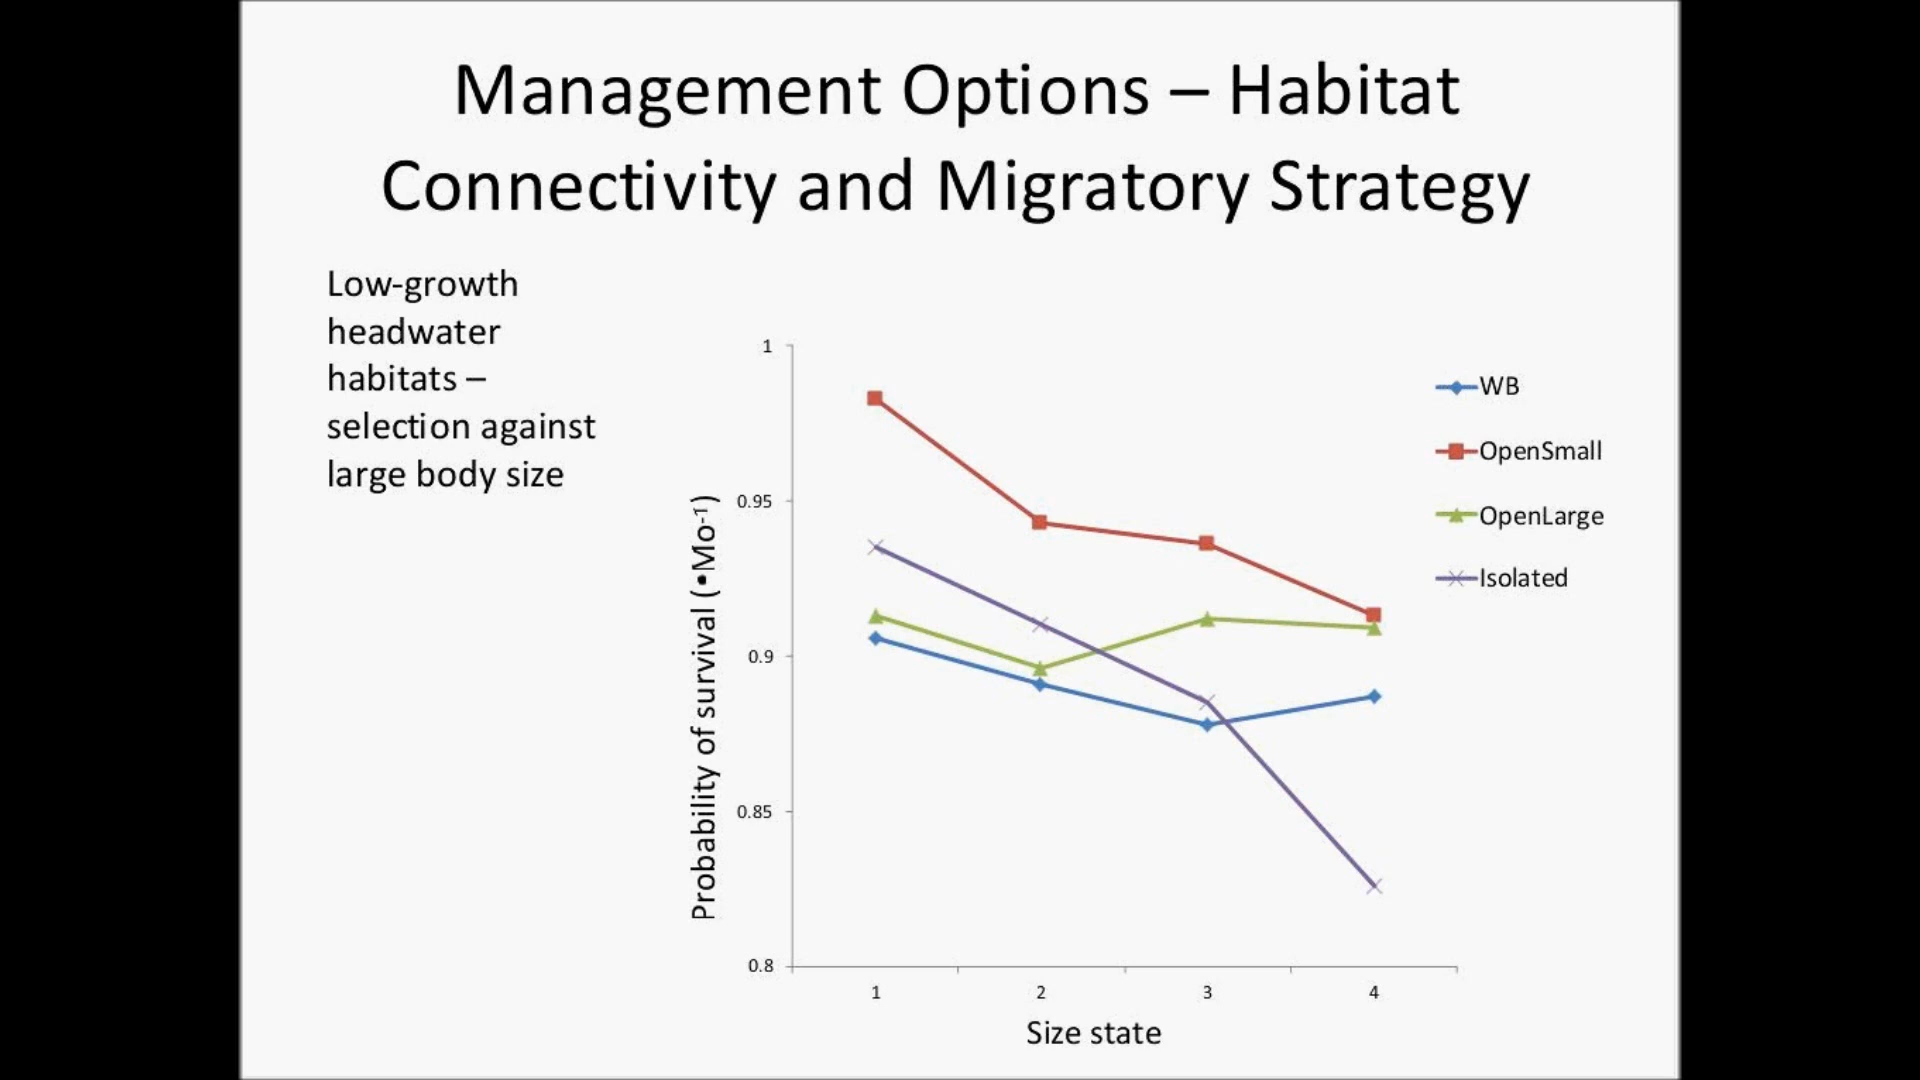 Management Options – Habitat
Connectivity and Migratory Strategy
Low-growth
headwater
habitats –
selection against
large body size
Probability of survival (•Mo-1)
1
0.95
0.9
0.85
0.8
1 2 3 4
Size state
WB
OpenSmall
OpenLarge
Isolated